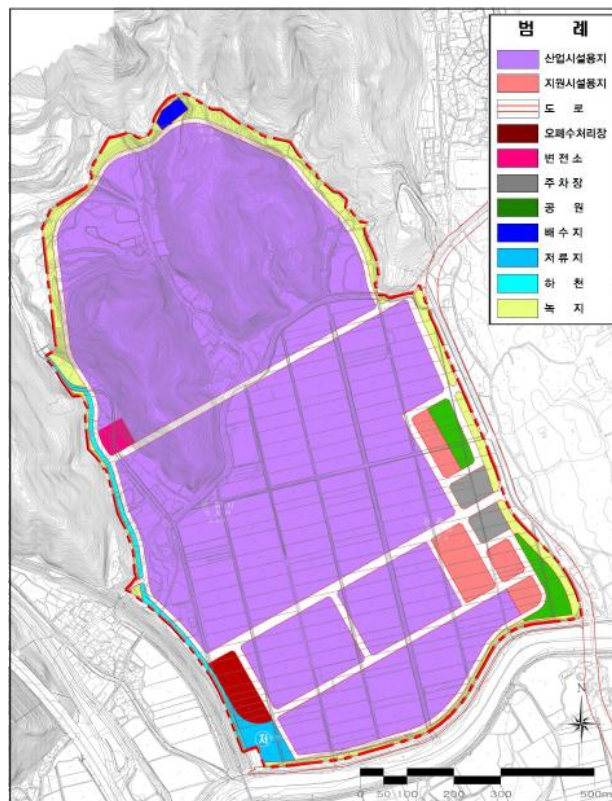 범 례
산업시설용지
지원시설용지
도 로
오폐수처리장
변 전 소
주 차 장
공 원
배 수 지
저 류 지
하 천
녹 지
저
N
0 50 100 200 300 500m